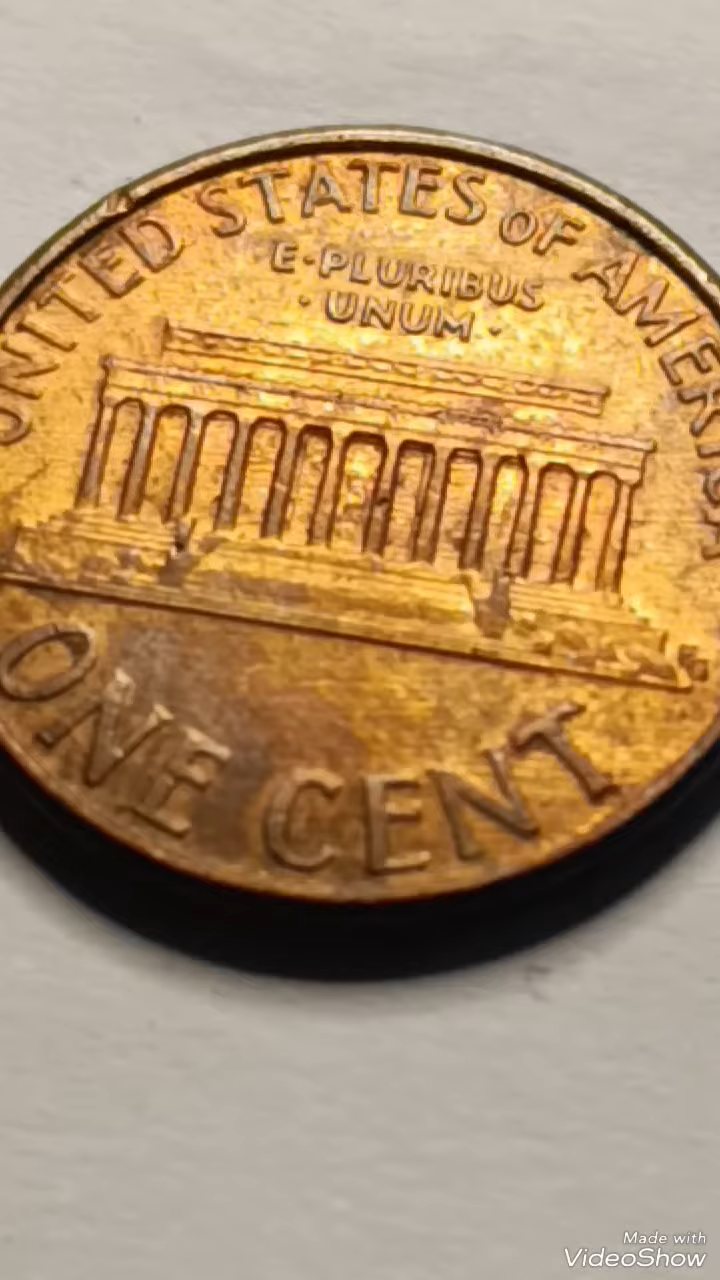 UNITED STATES OF AMERICA
E·PLURIBUS
·UNUM·
ONE CENT
Made with
VideoShow